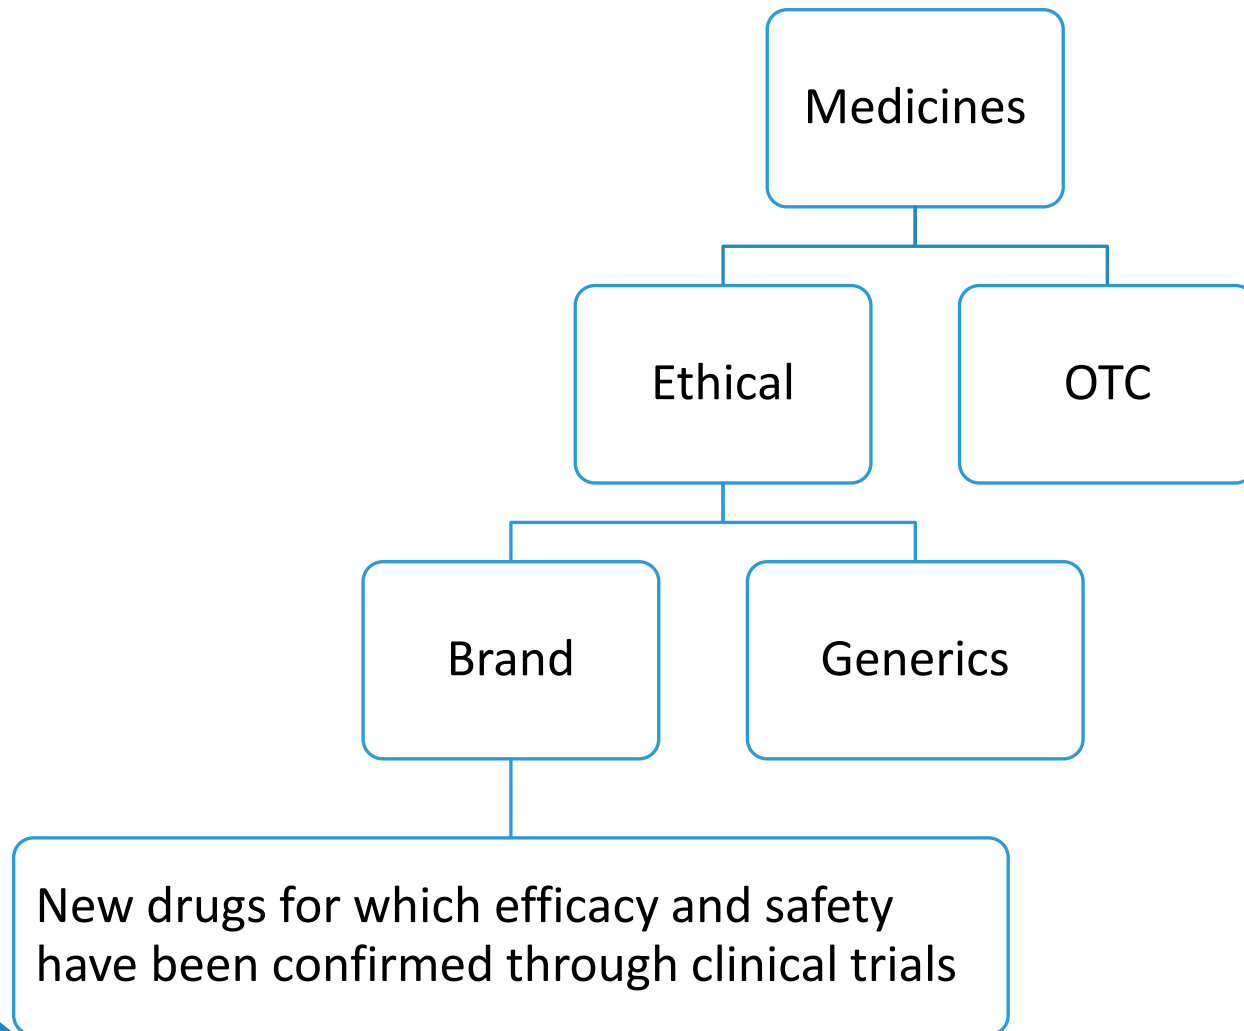 Medicines
Ethical
OTC
Brand
Generics
New drugs for which efficacy and safety
have been confirmed through clinical trials